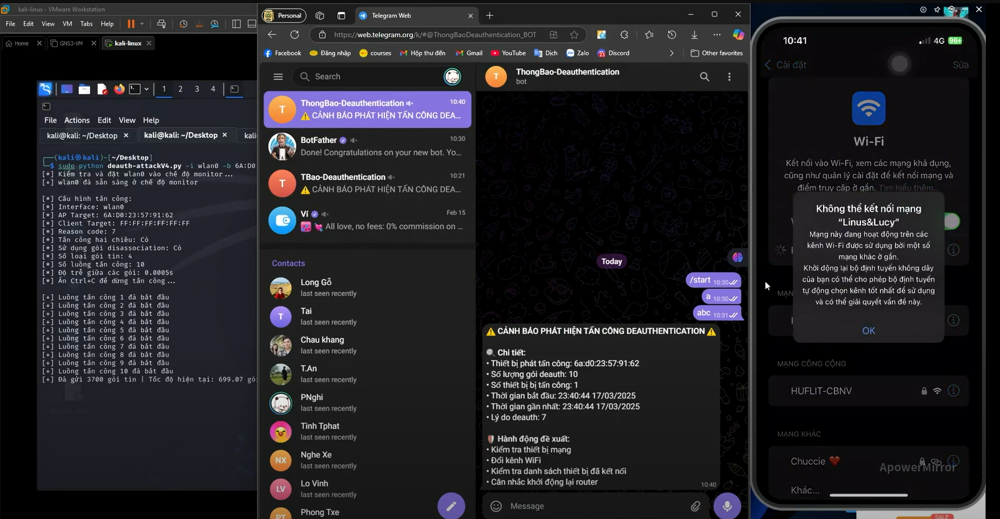 kali-linux - VMware Workstation
File Edit View VM Tabs Help
Home GNS3-VM kali-linux
1 2 3 4
File Actions Edit View Help
kali@kali: ~/Desktop kali@kali: ~/Desktop kali
(kali㉿kali)-[~/Desktop]
$ sudo python deauth-attackV4.py -i wlan0 -b 6A:D0
[*] Kiểm tra và đặt wlan0 vào chế độ monitor...
[+] wlan0 đã sẵn sàng ở chế độ monitor
[*] Cấu hình tấn công:
[*] Interface: wlan0
[*] AP Target: 6A:D0:23:57:91:62
[*] Client Target: FF:FF:FF:FF:FF:FF
[*] Reason code: 7
[*] Tấn công hai chiều: Có
[*] Sử dụng gói disassociation: Có
[*] Số loại gói tin: 4
[*] Số luồng tấn công: 10
[*] Độ trễ giữa các gói: 0.0005s
[*] Ấn Ctrl+C để dừng tấn công...
[+] Luồng tấn công 1 đã bắt đầu
[+] Luồng tấn công 2 đã bắt đầu
[+] Luồng tấn công 3 đã bắt đầu
[+] Luồng tấn công 4 đã bắt đầu
[+] Luồng tấn công 5 đã bắt đầu
[+] Luồng tấn công 6 đã bắt đầu
[+] Luồng tấn công 7 đã bắt đầu
[+] Luồng tấn công 8 đã bắt đầu
[+] Luồng tấn công 9 đã bắt đầu
[+] Luồng tấn công 10 đã bắt đầu
[+] Đã gửi 3700 gói tin | Tốc độ hiện tại: 699.07 gó
Personal Telegram Web
https://web.telegram.org/k/#@ThongBaoDeauthentication_BOT
Facebook Đăng nhập courses Hộp thư đến Gmail YouTube Dịch Zalo Discord Other favorites
Search
ThongBao-Deauthentication 10:40
CẢNH BÁO PHÁT HIỆN TẤN CÔNG DEA...
BotFather 10:30
Done! Congratulations on your new bot. Yo...
TBao-Deauthentication 10:21
CẢNH BÁO PHÁT HIỆN TẤN CÔNG DEA...
Ví Feb 15
All love, no fees: 0% commission on ...
Contacts
Long Gỗ
last seen recently
T Tai
last seen recently
Chau khang
last seen recently
T.An
last seen recently
PNghi
last seen recently
Tinh Tphat
last seen recently
NX Nghe Xe
last seen recently
LV Lo Vinh
last seen recently
PT Phong Txe
T ThongBao-Deauthentication
bot
Today
/start 10:30
a 10:30
abc 10:31
⚠ CẢNH BÁO PHÁT HIỆN TẤN CÔNG DEAUTHENTICATION ⚠
Chi tiết:
• Thiết bị phát tấn công: 6a:d0:23:57:91:62
• Số lượng gói deauth: 10
• Số thiết bị bị tấn công: 1
• Thời gian bắt đầu: 23:40:44 17/03/2025
• Thời gian gần nhất: 23:40:44 17/03/2025
• Lý do deauth: 7
Hành động đề xuất:
• Kiểm tra thiết bị mạng
• Đổi kênh WiFi
• Kiểm tra danh sách thiết bị đã kết nối
• Cân nhắc khởi động lại router
10:40
Message
10:41 4G 96
Cài đặt Sửa
Wi-Fi
Kết nối vào Wi-Fi, xem các mạng khả dụng,
cũng như quản lý cài đặt để kết nối mạng và
điểm truy cập ở gần. Tìm hiểu thêm...
Không thể kết nối mạng
“Linus&Lucy”
Mạng này đang hoạt động trên các
kênh Wi-Fi được sử dụng bởi một số
mạng khác ở gần.
Khởi động lại bộ định tuyến không dây
của bạn có thể cho phép bộ định tuyến
tự động chọn kênh tốt nhất để sử dụng
và có thể giải quyết vấn đề này.
OK
MẠNG CÔNG CỘNG
HUFLIT-CBNV
MẠNG KHÁC
Chuccie ❤️
ApowerMirror
Khác...
SALE